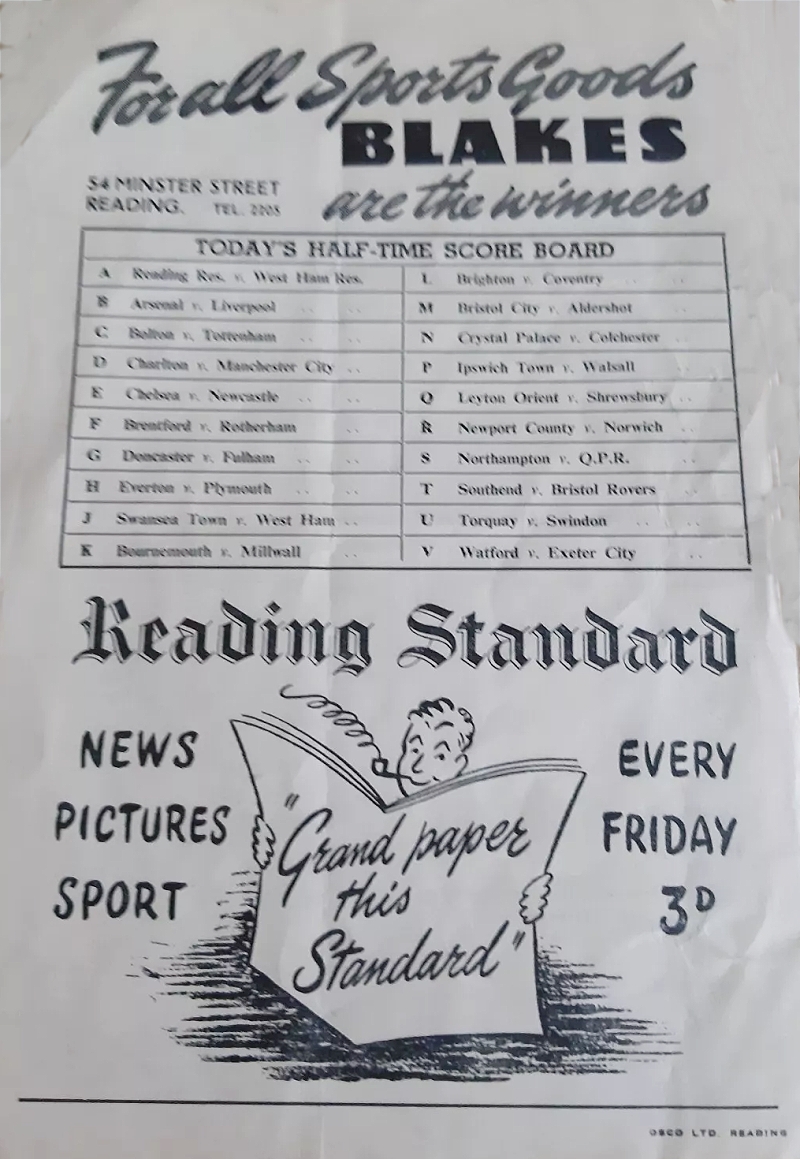 For all Sports Goods
BLAKES
are the winners
54 MINSTER STREET
READING. TEL. 2205
TODAY'S HALF-TIME SCORE BOARD
A Reading Res. v. West Ham Res.
B Arsenal v. Liverpool .. ..
C Bolton v. Tottenham .. ..
D Charlton v. Manchester City ..
E Chelsea v. Newcastle .. ..
F Brentford v. Rotherham ..
G Doncaster v. Fulham .. ..
H Everton v. Plymouth .. ..
J Swansea Town v. West Ham ..
K Bournemouth v. Millwall ..
L Brighton v. Coventry .. ..
M Bristol City v. Aldershot ..
N Crystal Palace v. Colchester ..
P Ipswich Town v. Walsall ..
Q Leyton Orient v. Shrewsbury ..
R Newport County v. Norwich ..
S Northampton v. Q.P.R. ..
T Southend v. Bristol Rovers ..
U Torquay v. Swindon .. ..
V Watford v. Exeter City ..
Reading Standard
NEWS
PICTURES
SPORT
"Grand paper
this
Standard"
EVERY
FRIDAY
3D
OSCO LTD. READING